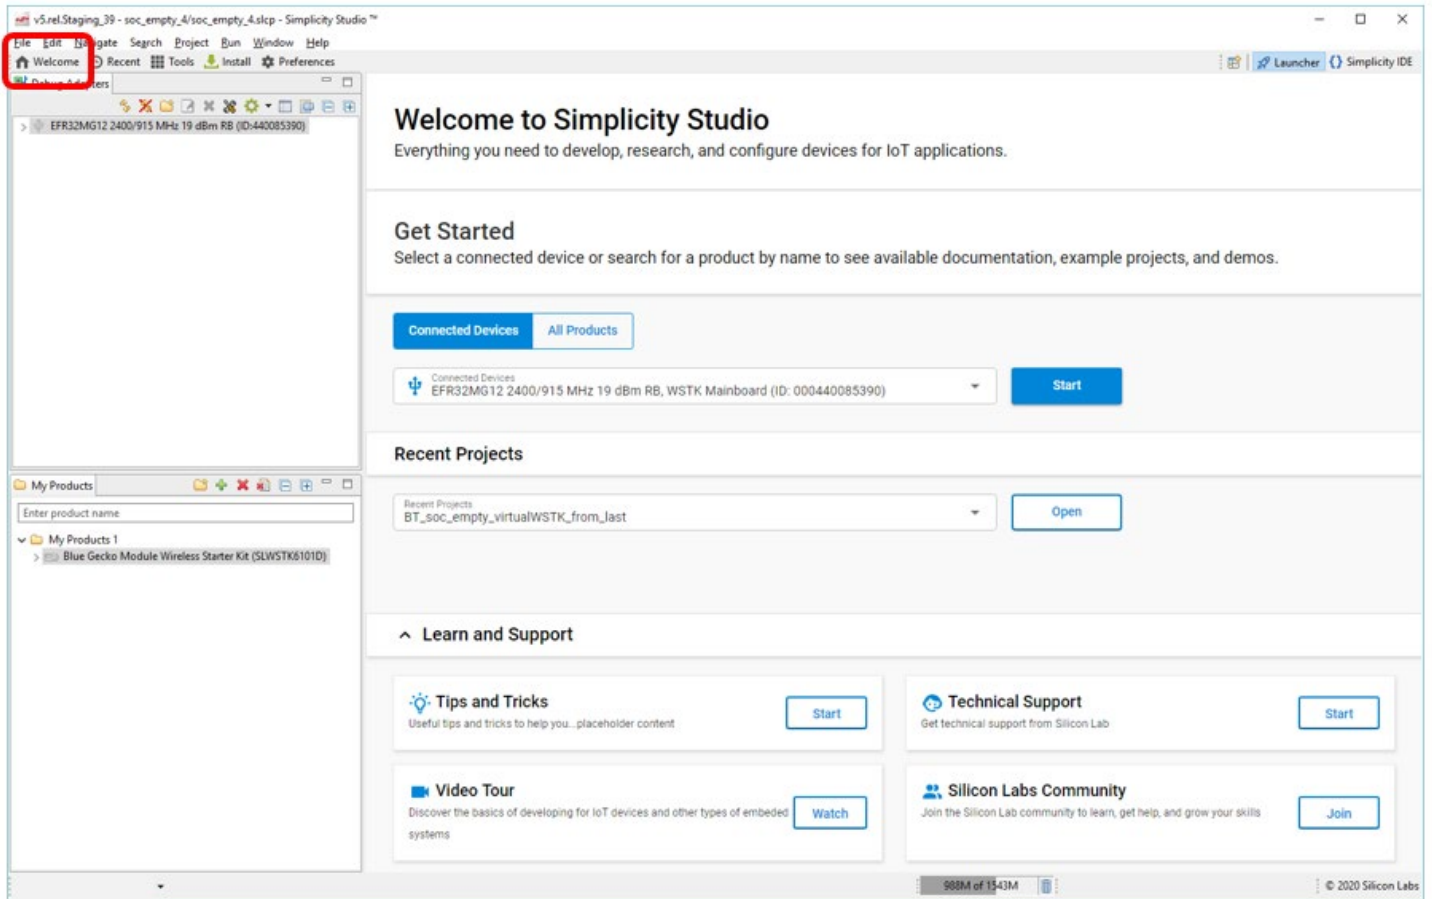 v5.rel.Staging_39 - soc_empty_4/soc_empty_4.slcp - Simplicity Studio ™
File Edit Navigate Search Project Run Window Help
Welcome Recent Tools Install Preferences
Launcher {} Simplicity IDE
Debug Adapters
EFR32MG12 2400/915 MHz 19 dBm RB (ID:440085390)
Welcome to Simplicity Studio
Everything you need to develop, research, and configure devices for IoT applications.
Get Started
Select a connected device or search for a product by name to see available documentation, example projects, and demos.
Connected Devices All Products
Connected Devices
EFR32MG12 2400/915 MHz 19 dBm RB, WSTK Mainboard (ID: 000440085390)
Start
Recent Projects
Recent Projects
BT_soc_empty_virtualWSTK_from_last
Open
My Products
Enter product name
My Products 1
Blue Gecko Module Wireless Starter Kit (SLWSTK6101D)
Learn and Support
Tips and Tricks
Useful tips and tricks to help you...placeholder content
Start
Technical Support
Get technical support from Silicon Lab
Start
Video Tour
Discover the basics of developing for IoT devices and other types of embeded
systems
Watch
Silicon Labs Community
Join the Silicon Lab community to learn, get help, and grow your skills
Join
988M of 1543M
© 2020 Silicon Labs